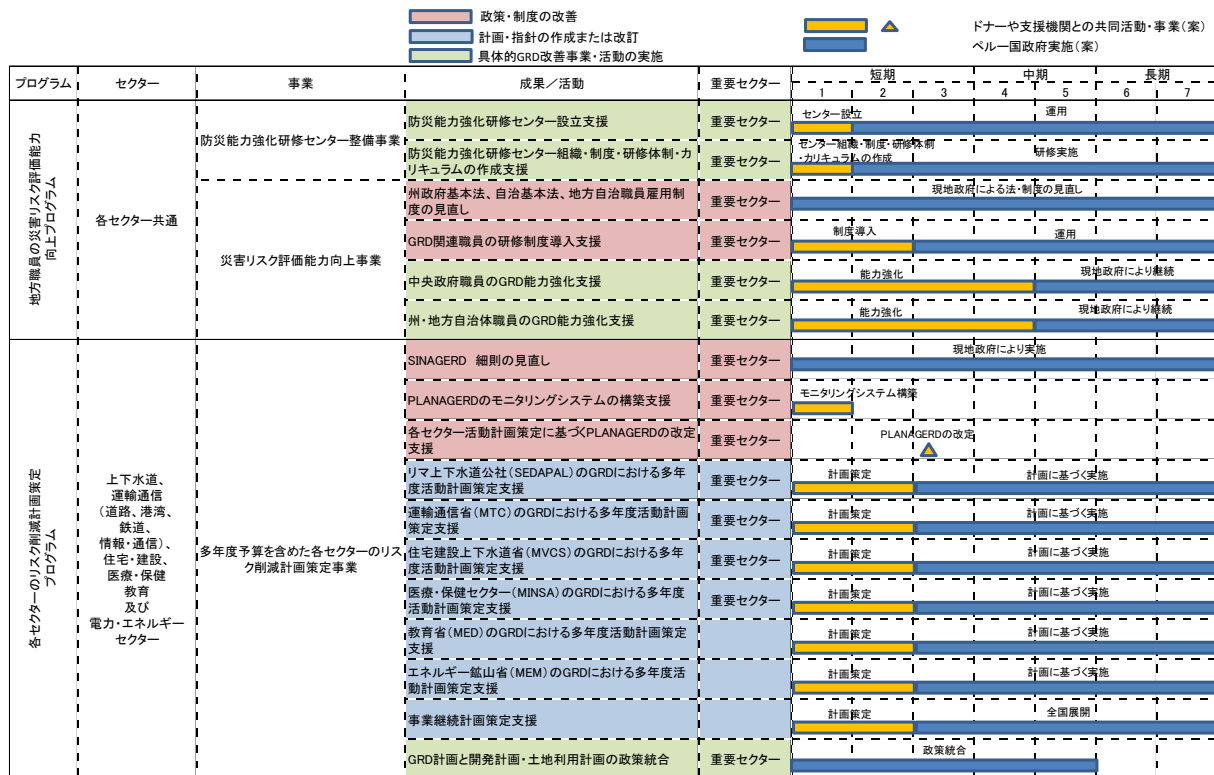 政策・制度の改善
計画・指針の作成または改訂
具体的GRD改善事業・活動の実施
ドナーや支援機関との共同活動・事業(案)
ペルー国政府実施(案)
プログラム
セクター
事業
成果/活動
重要セクター
短期
中期
長期
1
2
3
4
5
6
7
地方職員の災害リスク評価能力
向上プログラム
各セクター共通
防災能力強化研修センター整備事業
防災能力強化研修センター設立支援
重要セクター
センター設立
運用
防災能力強化研修センター組織・制度・研修体制・カ
リキュラムの作成支援
重要セクター
センター組織・制度・研修体制
・カリキュラムの作成
研修実施
災害リスク評価能力向上事業
州政府基本法、自治基本法、地方自治職員雇用制
度の見直し
重要セクター
現地政府による法・制度の見直し
GRD関連職員の研修制度導入支援
重要セクター
制度導入
運用
中央政府職員のGRD能力強化支援
重要セクター
能力強化
現地政府により継続
州・地方自治体職員のGRD能力強化支援
重要セクター
能力強化
現地政府により継続
各セクターのリスク削減計画策定
プログラム
上下水道、
運輸通信
(道路、港湾、
鉄道、
情報・通信)、
住宅・建設、
医療・保健
教育
及び
電力・エネルギー
セクター
多年度予算を含めた各セクターのリス
ク削減計画策定事業
SINAGERD 細則の見直し
重要セクター
現地政府により実施
PLANAGERDのモニタリングシステムの構築支援
重要セクター
モニタリングシステム構築
各セクター活動計画策定に基づくPLANAGERDの改定
支援
重要セクター
PLANAGERDの改定
リマ上下水道公社(SEDAPAL)のGRDにおける多年
度活動計画策定支援
重要セクター
計画策定
計画に基づく実施
運輸通信省(MTC)のGRDにおける多年度活動計画
策定支援
重要セクター
計画策定
計画に基づく実施
住宅建設上下水道省(MVCS)のGRDにおける多年
度活動計画策定支援
重要セクター
計画策定
計画に基づく実施
医療・保健セクター(MINSA)のGRDにおける多年度
活動計画策定支援
重要セクター
計画策定
計画に基づく実施
教育省(MED)のGRDにおける多年度活動計画策定
支援
計画策定
計画に基づく実施
エネルギー鉱山省(MEM)のGRDにおける多年度活
動計画策定支援
計画策定
計画に基づく実施
事業継続計画策定支援
計画策定
全国展開
GRD計画と開発計画・土地利用計画の政策統合
重要セクター
政策統合